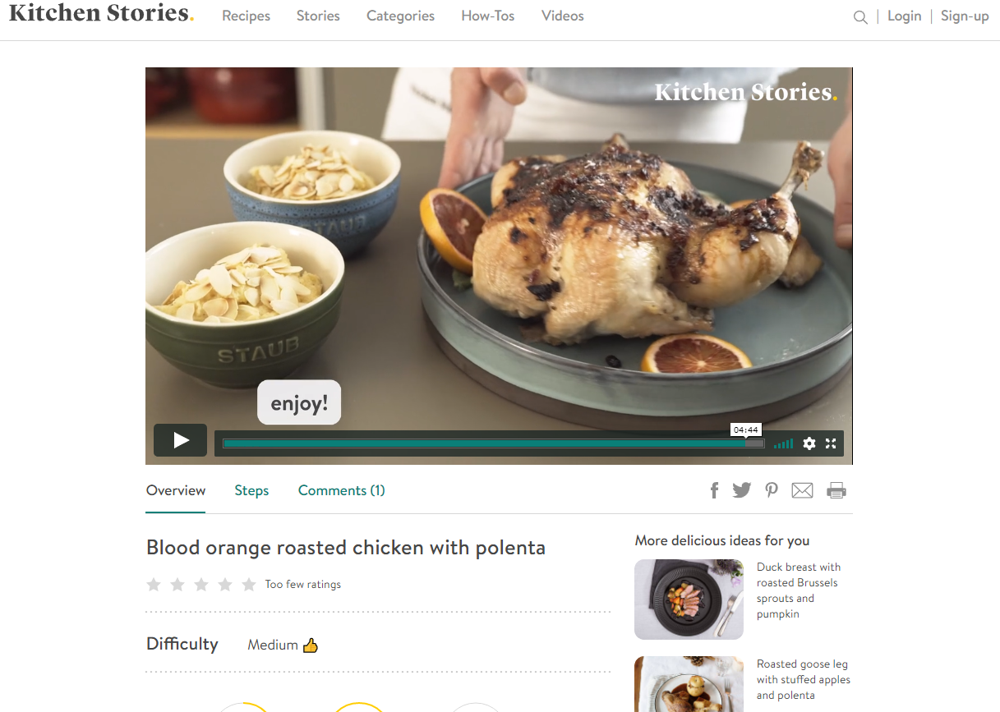 Kitchen Stories.
Recipes
Stories
Categories
How-Tos
Videos
Login
Sign-up
Kitchen Stories.
STAUB
STAUB
enjoy!
04:44
Overview
Steps
Comments (1)
Blood orange roasted chicken with polenta
Too few ratings
Difficulty
Medium
More delicious ideas for you
Duck breast with
roasted Brussels
sprouts and
pumpkin
Roasted goose leg
with stuffed apples
and polenta